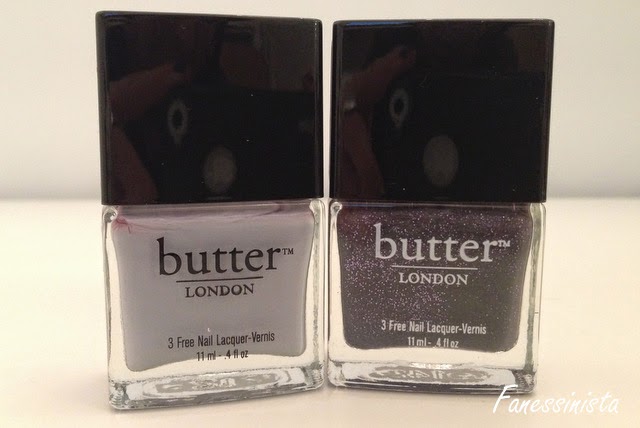 butter™
LONDON
3 Free Nail Lacquer-Vernis
11 ml - .4 fl oz
butter™
LONDON
3 Free Nail Lacquer-Vernis
11 ml - .4 fl oz
Fanessinista